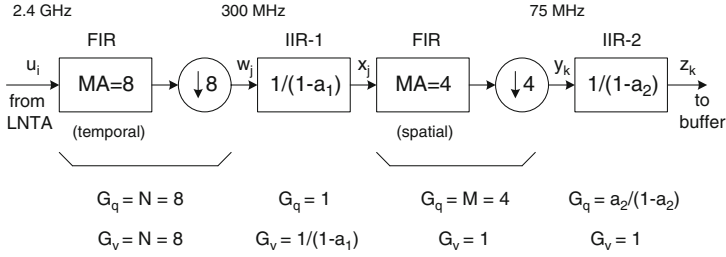 2.4 GHz 300 MHz 75 MHz
FIR IIR-1 FIR IIR-2
u_i w_j x_j y_k z_k
MA=8 ↓8 1/(1-a_1) MA=4 ↓4 1/(1-a_2)
from LNTA (temporal) (spatial) to buffer
G_q = N = 8 G_q = 1 G_q = M = 4 G_q = a_2/(1-a_2)
G_v = N = 8 G_v = 1/(1-a_1) G_v = 1 G_v = 1